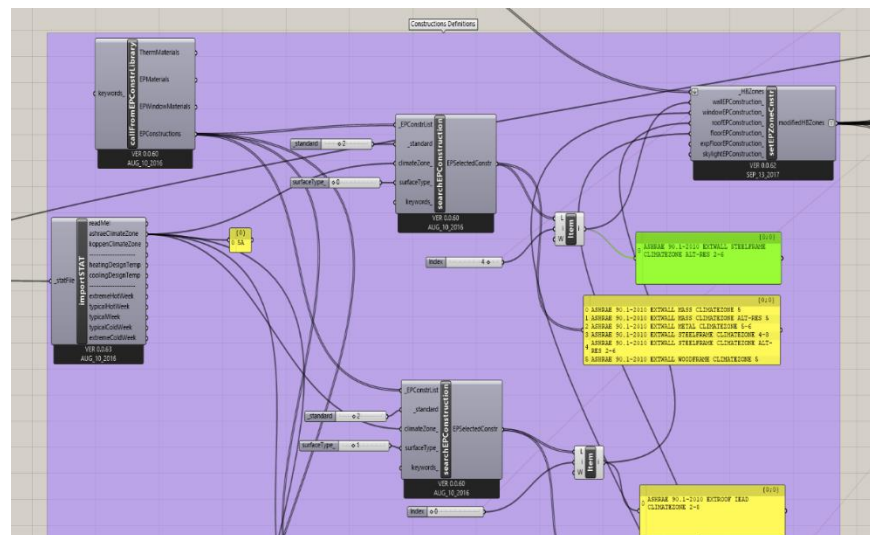 Constructions Definitions
callFromEPConstrLibrary
keywords_
ThermMaterials
EPMaterials
EPWindowMaterials
EPConstructions
VER 0.0.60
AUG_10_2016
_standard 2
surfaceType_ 0
searchEPConstruction
_EPConstrList
_standard
climateZone_
surfaceType_
keywords_
EPSelectedConstr
VER 0.0.60
AUG_10_2016
setEPZoneCnstr
_HBZones
wallEPConstruction_
windowEPConstruction_
roofEPConstruction_
floorEPConstruction_
expFloorEPConstruction_
skylightEPConstruction_
modifiedHBZones
VER 0.0.62
SEP_13_2017
importSTAT
_statFile
readMe!
ashraeClimateZone
koppenClimateZone
heatingDesignTemp
coolingDesignTemp
extremeHotWeek
typicalHotWeek
typicalWeek
typicalColdWeek
extremeColdWeek
VER 0.0.63
AUG_10_2016
{0}
0 5A
Index 4
L
i
W
Item
i
{0;0}
0 ASHRAE 90.1-2010 EXTWALL STEELFRAME
CLIMATEZONE ALT-RES 2-6
{0;0}
0 ASHRAE 90.1-2010 EXTWALL MASS CLIMATEZONE 5
1 ASHRAE 90.1-2010 EXTWALL MASS CLIMATEZONE ALT-RES 5
2 ASHRAE 90.1-2010 EXTWALL METAL CLIMATEZONE 5-6
3 ASHRAE 90.1-2010 EXTWALL STEELFRAME CLIMATEZONE 4-8
4 ASHRAE 90.1-2010 EXTWALL STEELFRAME CLIMATEZONE ALT-
RES 2-6
5 ASHRAE 90.1-2010 EXTWALL WOODFRAME CLIMATEZONE 5
_standard 2
surfaceType_ 1
searchEPConstruction
_EPConstrList
_standard
climateZone_
surfaceType_
keywords_
EPSelectedConstr
VER 0.0.60
AUG_10_2016
Index 0
L
i
W
Item
i
{0;0}
0 ASHRAE 90.1-2010 EXTROOF IEAD
CLIMATEZONE 2-8